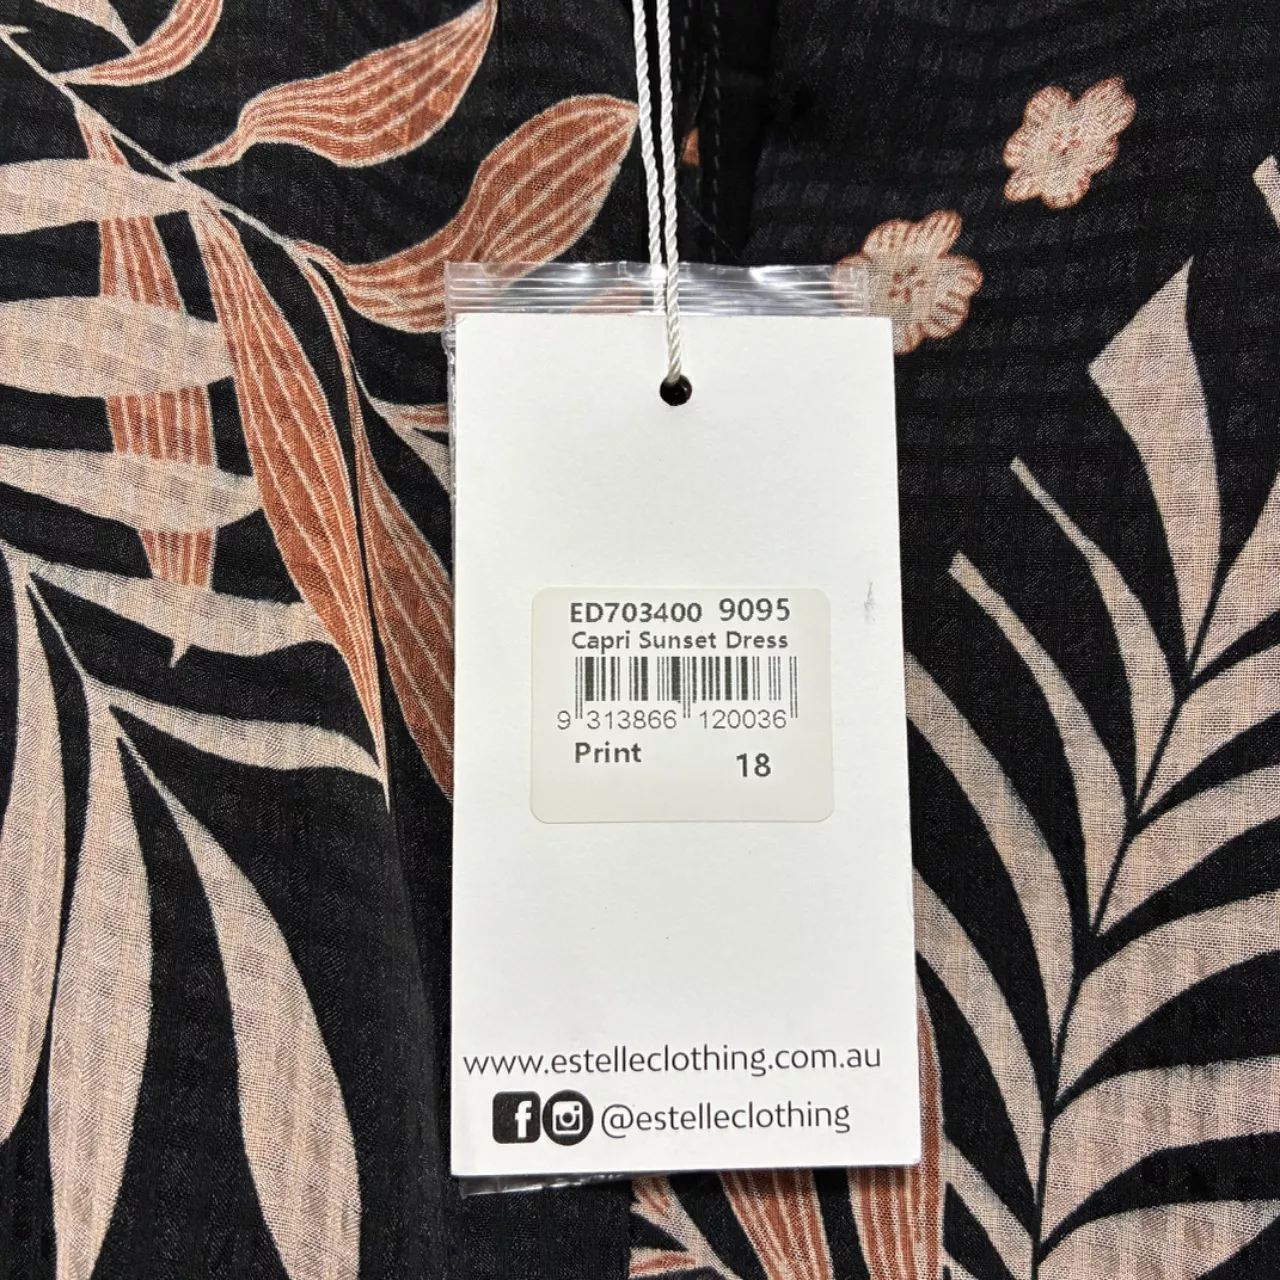 ED703400 9095
Capri Sunset Dress
9 313866 120036
Print 18
www.estelleclothing.com.au
@estelleclothing